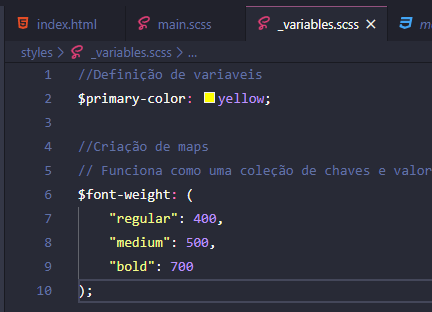 index.html
main.scss
_variables.scss
styles > _variables.scss > ...
1 //Definição de variaveis
2 $primary-color: yellow;
3
4 //Criação de maps
5 // Funciona como uma coleção de chaves e valor
6 $font-weight: (
7 "regular": 400,
8 "medium": 500,
9 "bold": 700
10 );